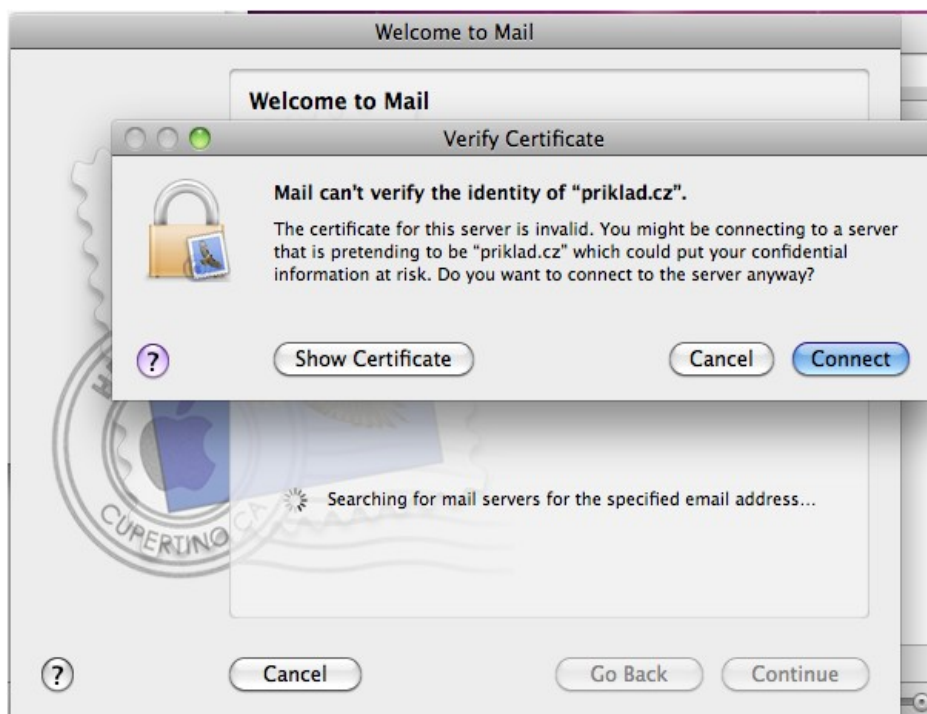 Welcome to Mail
Welcome to Mail
Verify Certificate
Mail can't verify the identity of “priklad.cz”.
The certificate for this server is invalid. You might be connecting to a server
that is pretending to be “priklad.cz” which could put your confidential
information at risk. Do you want to connect to the server anyway?
?
Show Certificate
Cancel
Connect
Searching for mail servers for the specified email address...
CUPERTINO CA
?
Cancel
Go Back
Continue